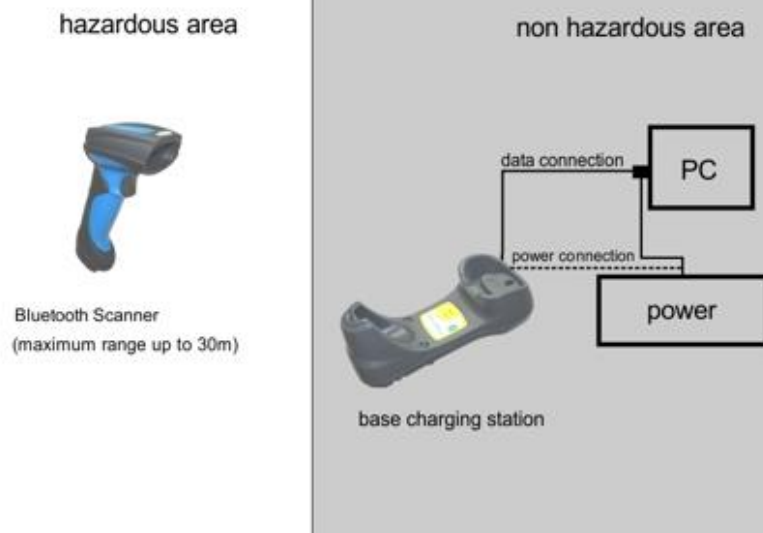 hazardous area
non hazardous area
data connection
PC
power connection
power
Bluetooth Scanner
(maximum range up to 30m)
base charging station